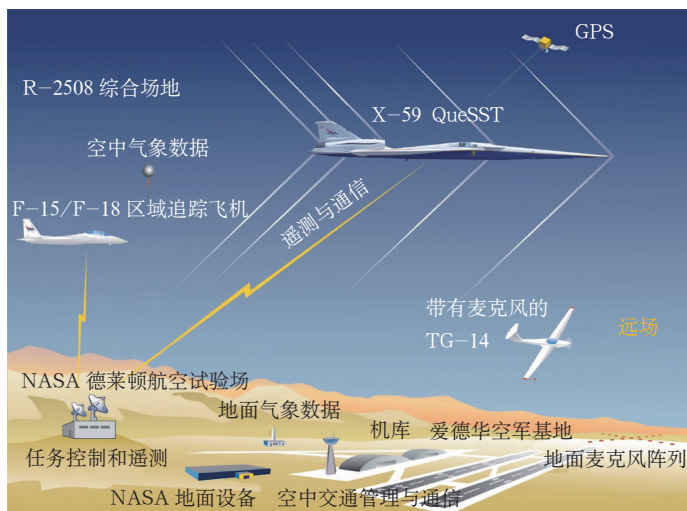 GPS
R-2508 综合场地
X-59 QueSST
空中气象数据
F-15/F-18 区域追踪飞机
遥测与通信
带有麦克风的
TG-14
远场
NASA 德莱顿航空试验场
地面气象数据
机库
爱德华空军基地
任务控制和遥测
地面麦克风阵列
NASA 地面设备
空中交通管理与通信